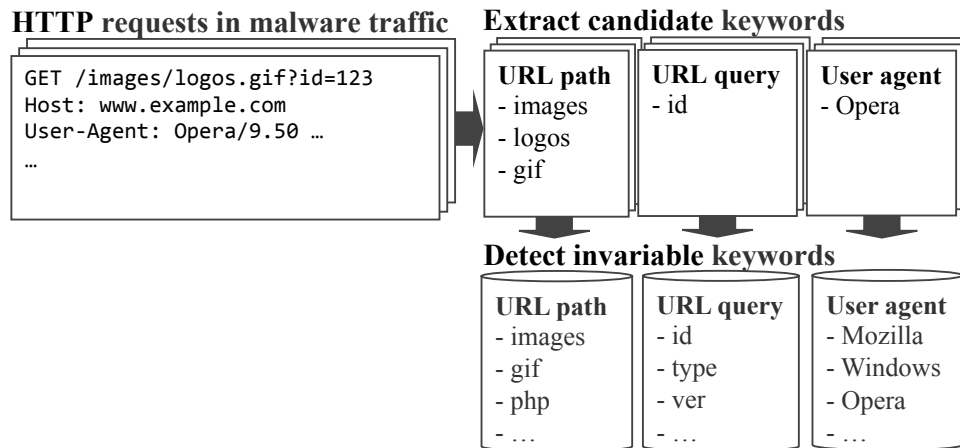 HTTP requests in malware traffic
GET /images/logos.gif?id=123
Host: www.example.com
User-Agent: Opera/9.50 …
…
Extract candidate keywords
URL path
- images
- logos
- gif
URL query
- id
User agent
- Opera
Detect invariable keywords
URL path
- images
- gif
- php
- …
URL query
- id
- type
- ver
- …
User agent
- Mozilla
- Windows
- Opera
- …